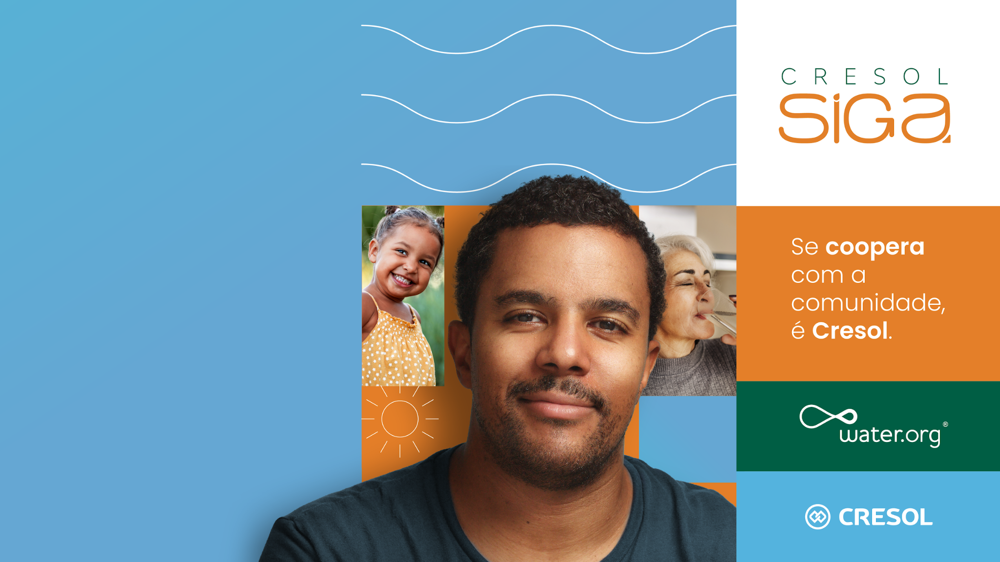 CRESOL
SIGA
Se coopera
com a
comunidade,
é Cresol.
water.org®
CRESOL